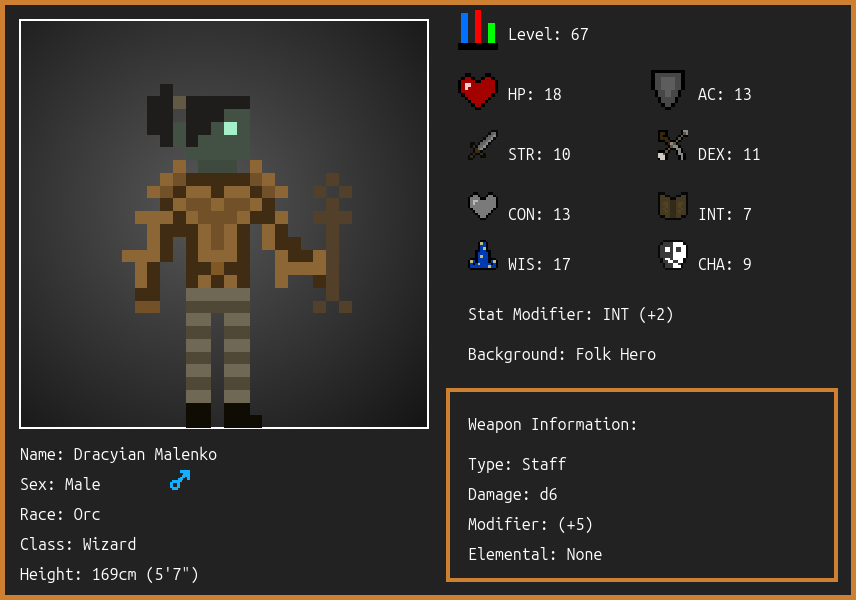 Level: 67
HP: 18
AC: 13
STR: 10
DEX: 11
CON: 13
INT: 7
WIS: 17
CHA: 9
Stat Modifier: INT (+2)
Background: Folk Hero
Weapon Information:
Type: Staff
Damage: d6
Modifier: (+5)
Elemental: None
Name: Dracyian Malenko
Sex: Male
Race: Orc
Class: Wizard
Height: 169cm (5'7")